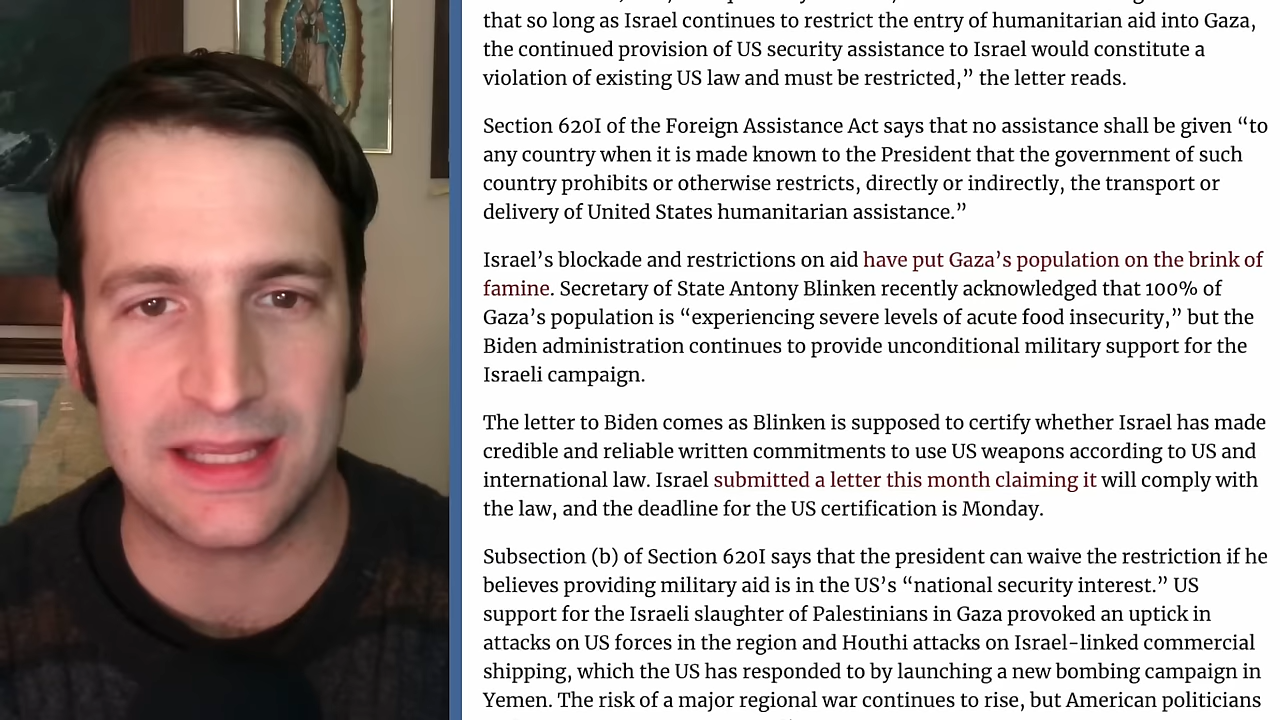 that so long as Israel continues to restrict the entry of humanitarian aid into Gaza,
the continued provision of US security assistance to Israel would constitute a
violation of existing US law and must be restricted,” the letter reads.
Section 620I of the Foreign Assistance Act says that no assistance shall be given “to
any country when it is made known to the President that the government of such
country prohibits or otherwise restricts, directly or indirectly, the transport or
delivery of United States humanitarian assistance.”
Israel’s blockade and restrictions on aid have put Gaza’s population on the brink of
famine. Secretary of State Antony Blinken recently acknowledged that 100% of
Gaza’s population is “experiencing severe levels of acute food insecurity,” but the
Biden administration continues to provide unconditional military support for the
Israeli campaign.
The letter to Biden comes as Blinken is supposed to certify whether Israel has made
credible and reliable written commitments to use US weapons according to US and
international law. Israel submitted a letter this month claiming it will comply with
the law, and the deadline for the US certification is Monday.
Subsection (b) of Section 620I says that the president can waive the restriction if he
believes providing military aid is in the US’s “national security interest.” US
support for the Israeli slaughter of Palestinians in Gaza provoked an uptick in
attacks on US forces in the region and Houthi attacks on Israel-linked commercial
shipping, which the US has responded to by launching a new bombing campaign in
Yemen. The risk of a major regional war continues to rise, but American politicians